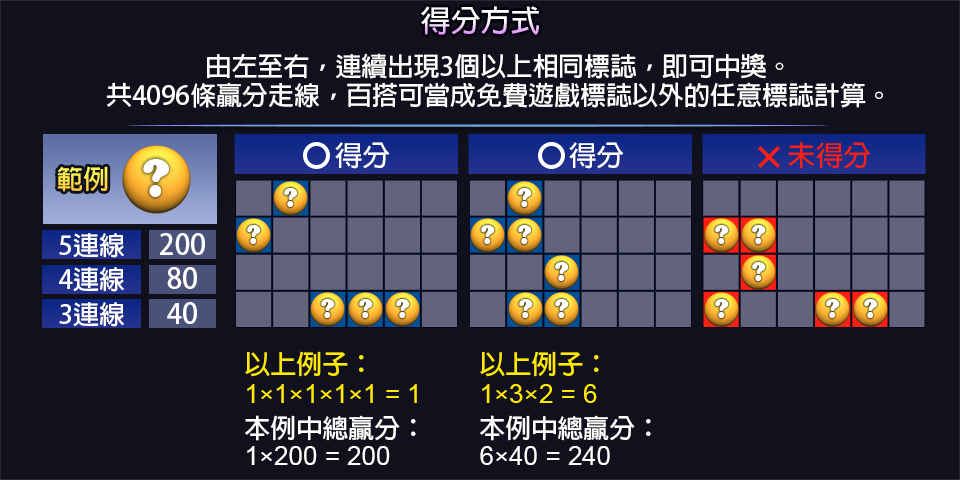 得分方式
由左至右，連續出現3個以上相同標誌，即可中獎。
共4096條贏分走線，百搭可當成免費遊戲標誌以外的任意標誌計算。
範例 ?
5連線 200
4連線 80
3連線 40
○得分
○得分
×未得分
以上例子：
1×1×1×1×1 = 1
本例中總贏分：
1×200 = 200
以上例子：
1×3×2 = 6
本例中總贏分：
6×40 = 240